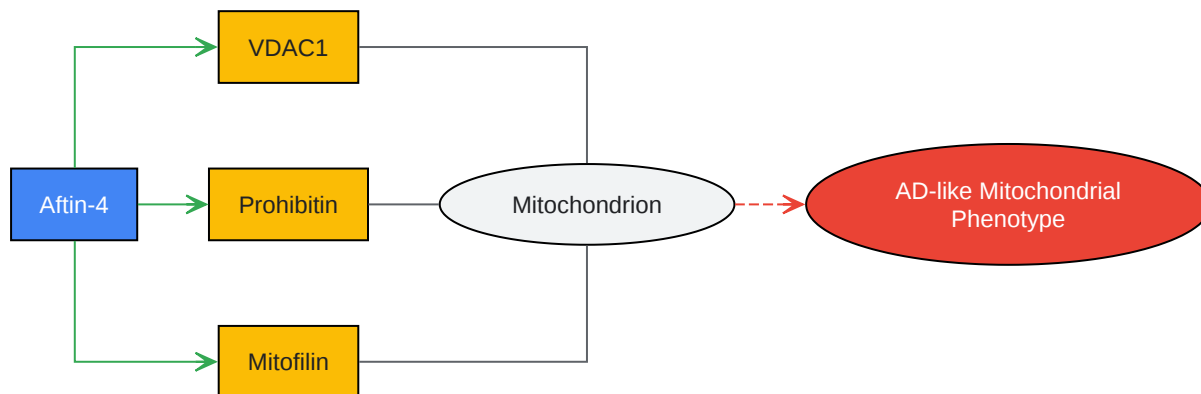 VDAC1
Aftin-4
Prohibitin
Mitochondrion
AD-like Mitochondrial
Phenotype
Mitofilin